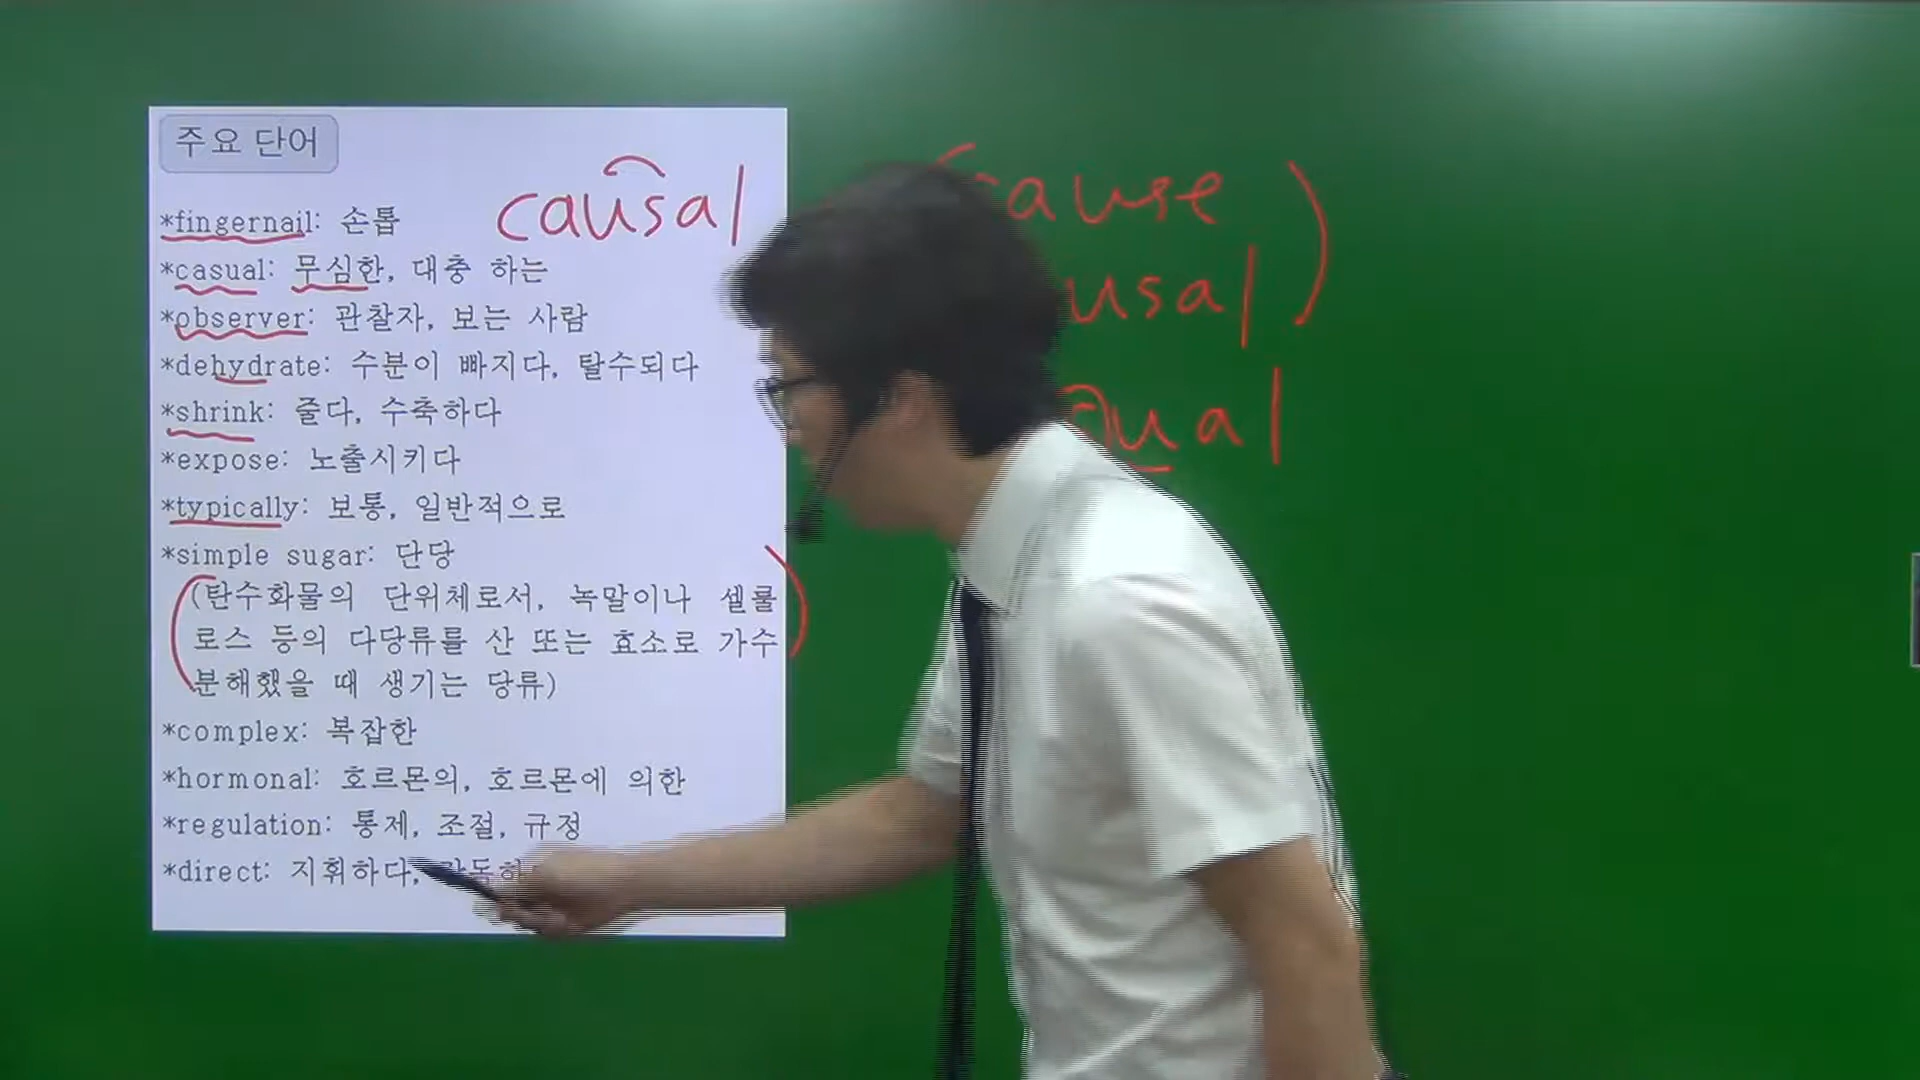 주요 단어
causal
*fingernail: 손톱
*casual: 무심한, 대충 하는
*observer: 관찰자, 보는 사람
*dehydrate: 수분이 빠지다, 탈수되다
*shrink: 줄다, 수축하다
*expose: 노출시키다
*typically: 보통, 일반적으로
*simple sugar: 단당
(탄수화물의 단위체로서, 녹말이나 셀룰
로스 등의 다당류를 산 또는 효소로 가수
분해했을 때 생기는 당류)
*complex: 복잡한
*hormonal: 호르몬의, 호르몬에 의한
*regulation: 통제, 조절, 규정
*direct: 지휘하다,
cause